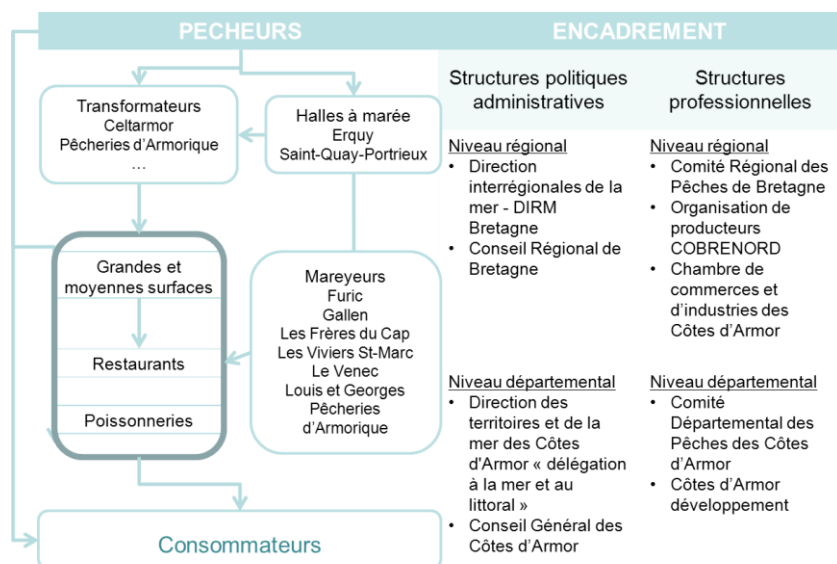 PECHEURS
ENCADREMENT
Transformateurs
Celtarmor
Pêcheries d'Armorique
…
Halles à marée
Erquy
Saint-Quay-Portrieux
Grandes et
moyennes surfaces
Restaurants
Poissonneries
Mareyeurs
Furic
Gallen
Les Frères du Cap
Les Viviers St-Marc
Le Venec
Louis et Georges
Pêcheries
d'Armorique
Consommateurs
Structures politiques
administratives
Niveau régional
• Direction
interrégionales de la
mer - DIRM
Bretagne
• Conseil Régional de
Bretagne
Niveau départemental
• Direction des
territoires et de la
mer des Côtes
d'Armor « délégation
à la mer et au
littoral »
• Conseil Général des
Côtes d'Armor
Structures
professionnelles
Niveau régional
• Comité Régional des
Pêches de Bretagne
• Organisation de
producteurs
COBRENORD
• Chambre de
commerces et
d'industries des
Côtes d'Armor
Niveau départemental
• Comité
Départemental des
Pêches des Côtes
d'Armor
• Côtes d'Armor
développement